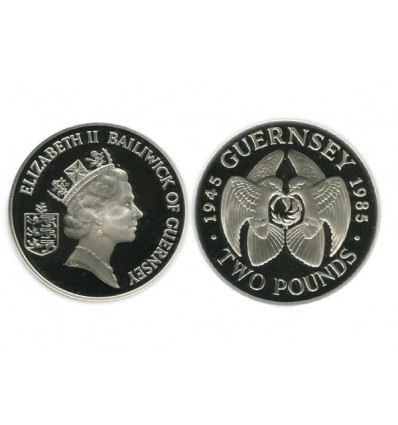 ELIZABETH II BAILIWICK OF GUERNSEY
GUERNSEY
1945 1985
· TWO POUNDS ·